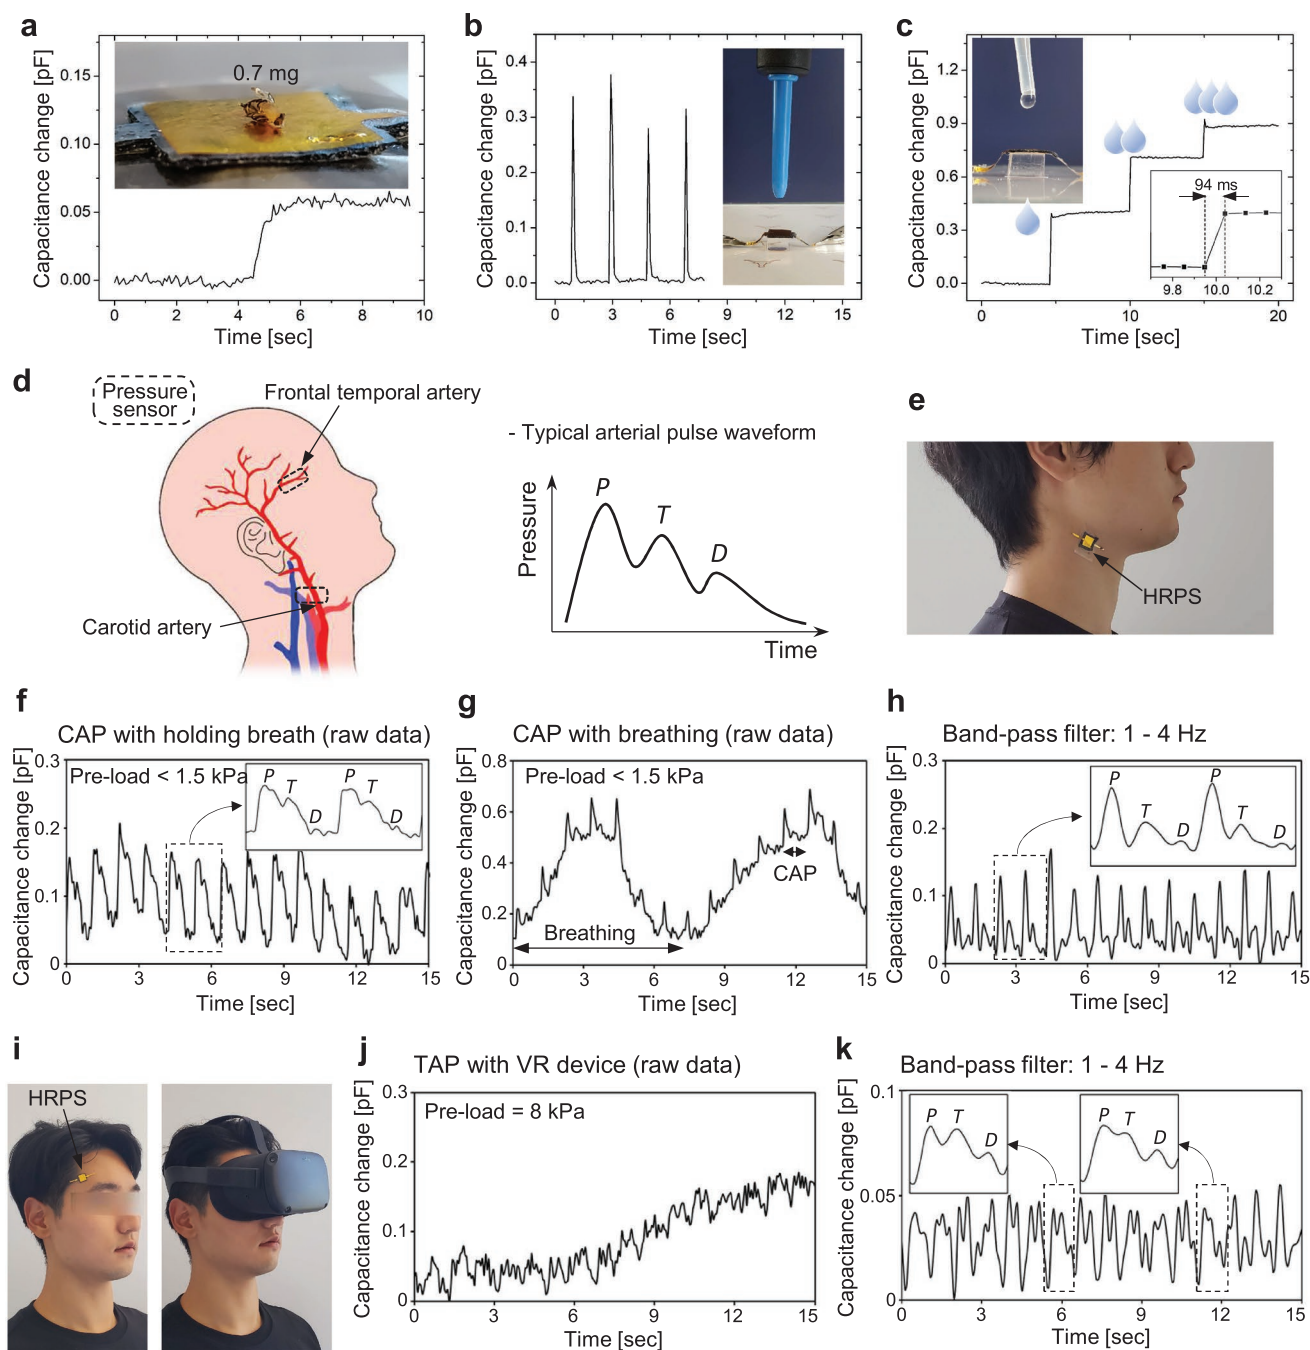 a
Capacitance change [pF]
0.15
0.10
0.05
0.00
0.7 mg
0
2
4
6
8
10
Time [sec]
b
Capacitance change [pF]
0.4
0.3
0.2
0.1
0.0
0
3
6
9
12
15
Time [sec]
c
Capacitance change [pF]
1.2
0.9
0.6
0.3
0.0
94 ms
9.8
10.0
10.2
0
10
20
Time [sec]
d
Pressure
sensor
Frontal temporal artery
Carotid artery
- Typical arterial pulse waveform
Pressure
P
T
D
Time
e
HRPS
f
CAP with holding breath (raw data)
Capacitance change [pF]
0.3
0.2
0.1
0
Pre-load < 1.5 kPa
P
T
D
P
T
D
0
3
6
9
12
15
Time [sec]
g
CAP with breathing (raw data)
Capacitance change [pF]
0.8
0.6
0.4
0.2
0
Pre-load < 1.5 kPa
CAP
Breathing
0
3
6
9
12
15
Time [sec]
h
Band-pass filter: 1 - 4 Hz
Capacitance change [pF]
0.3
0.2
0.1
0
P
T
D
P
T
D
0
3
6
9
12
15
Time [sec]
i
HRPS
j
TAP with VR device (raw data)
Capacitance change [pF]
0.3
0.2
0.1
0
Pre-load = 8 kPa
0
3
6
9
12
15
Time [sec]
k
Band-pass filter: 1 - 4 Hz
Capacitance change [pF]
0.1
0.05
0
P
T
D
P
T
D
0
3
6
9
12
15
Time [sec]